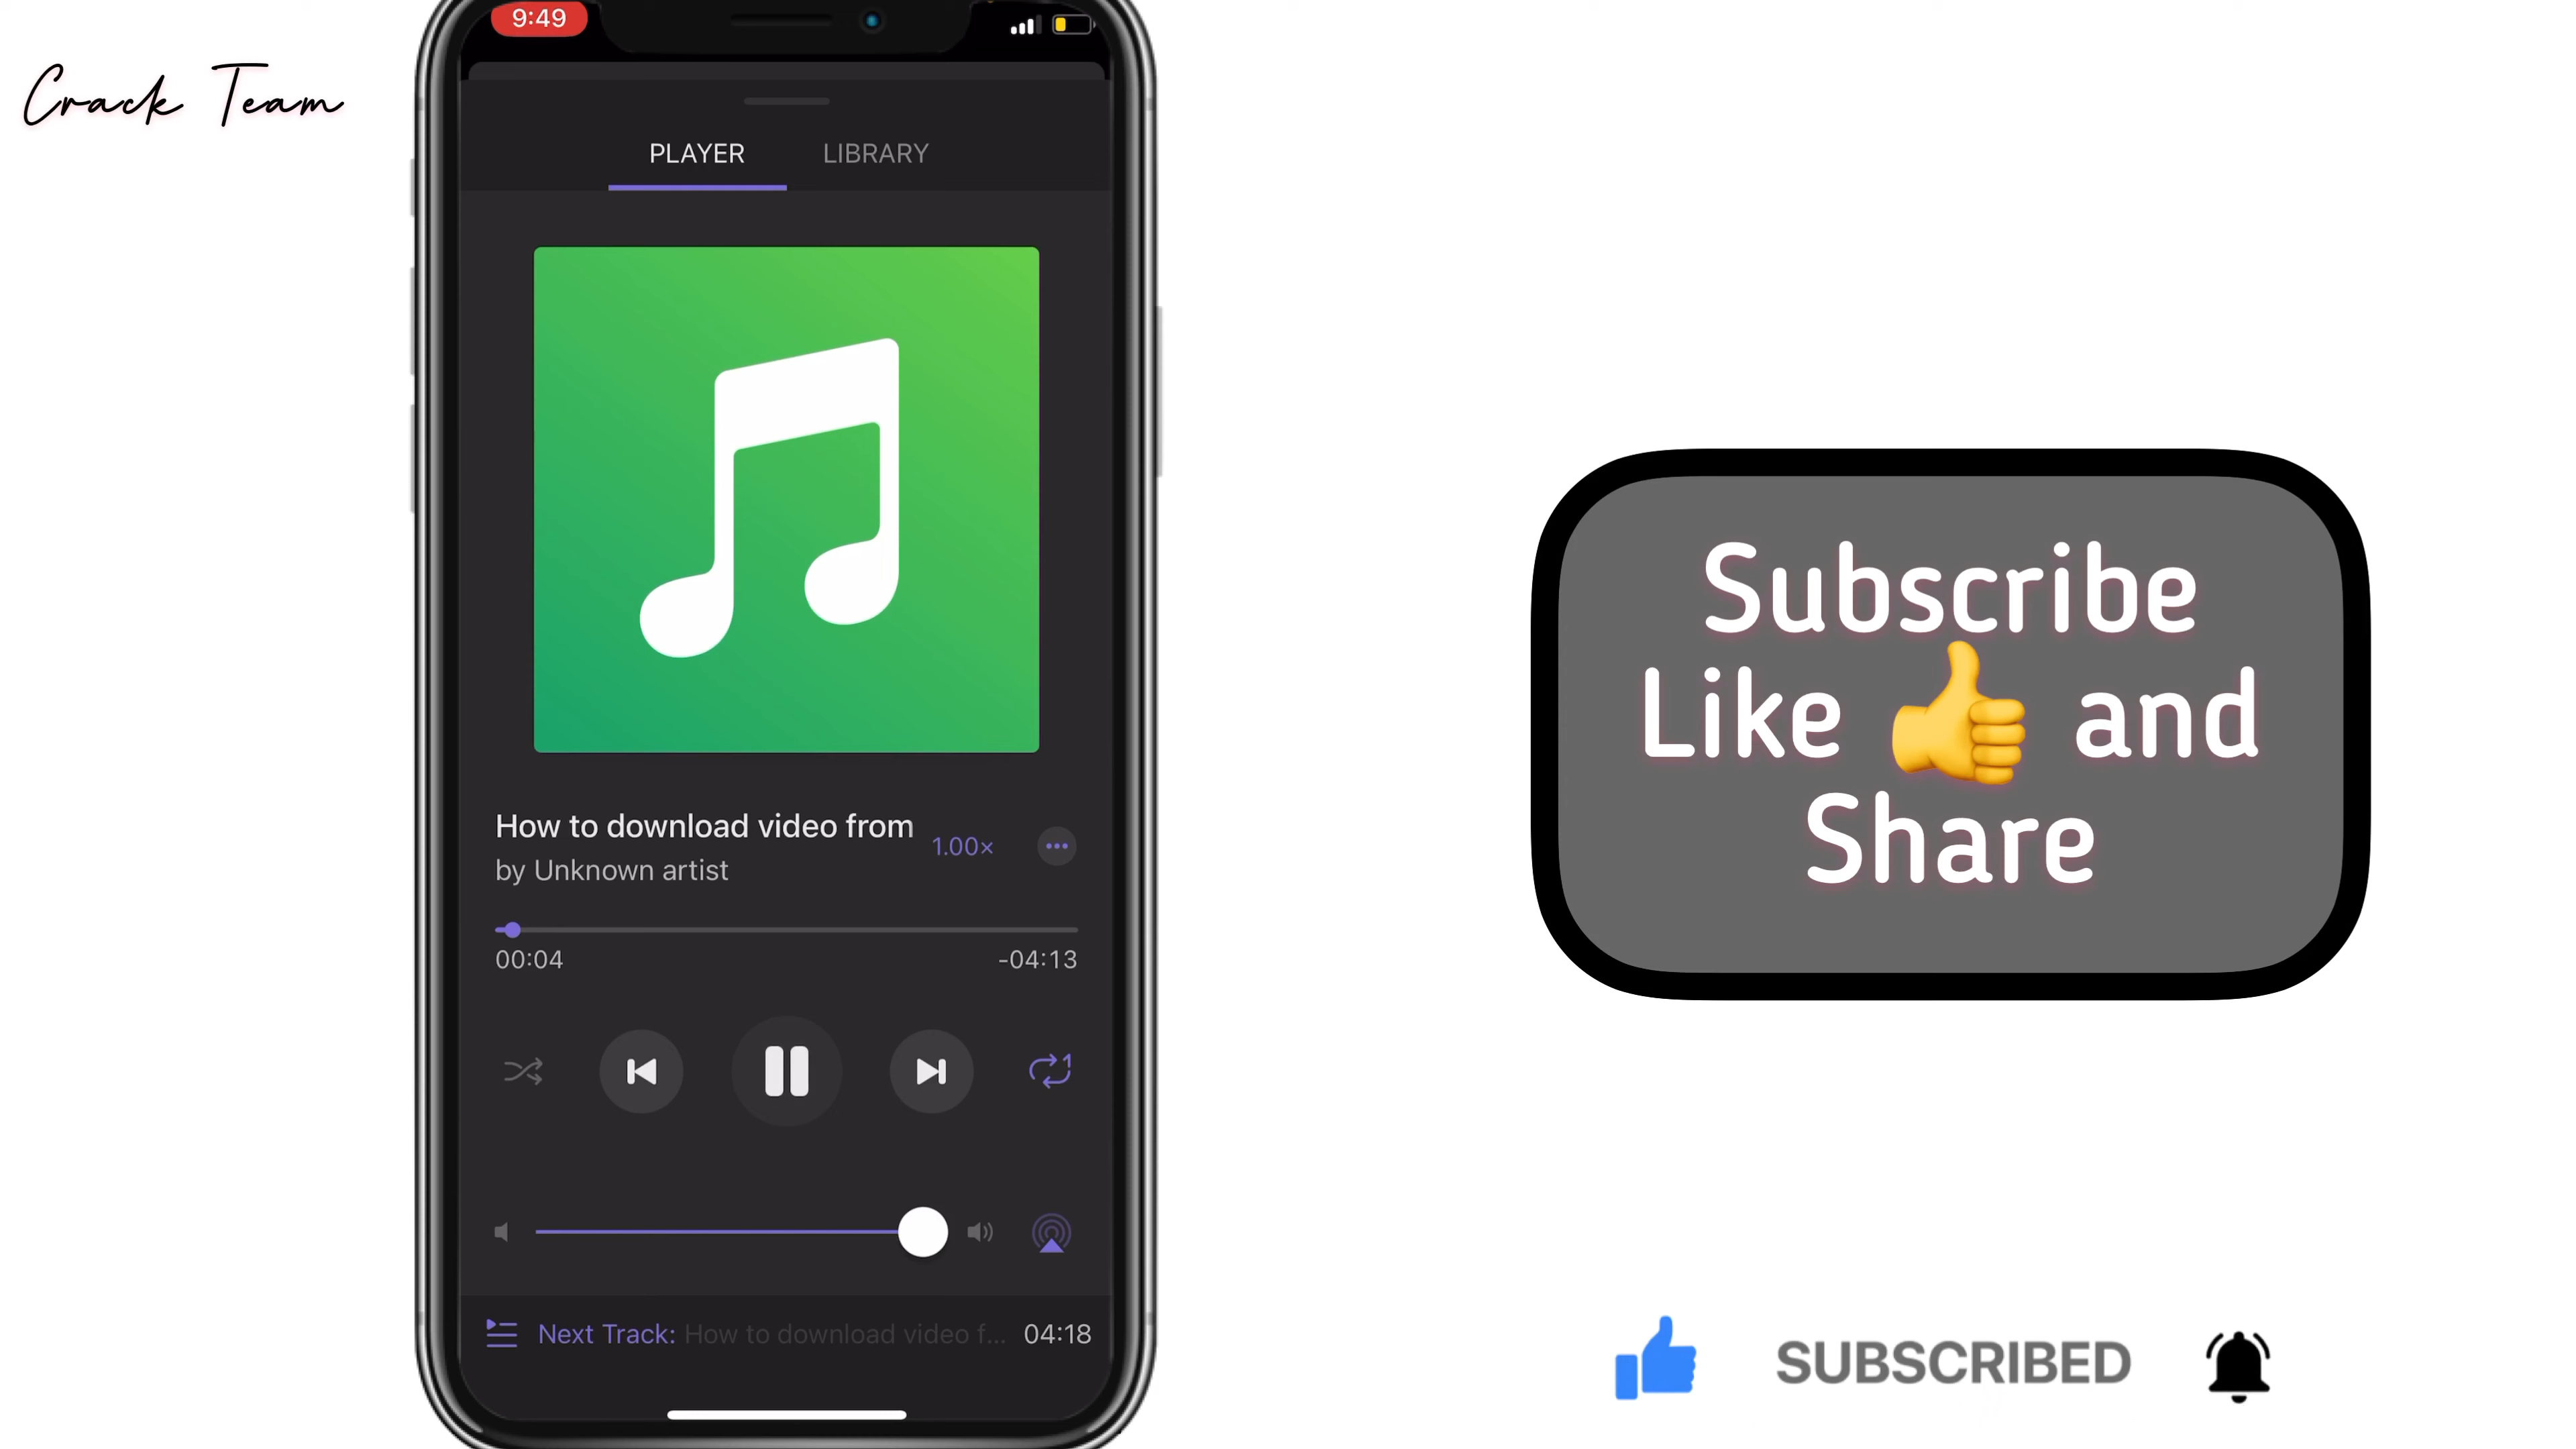 Crack Team
9:49
PLAYER LIBRARY
How to download video from
by Unknown artist
1.00×
00:04 -04:13
1
Next Track: How to download video f... 04:18
Subscribe
Like 👍 and
Share
SUBSCRIBED